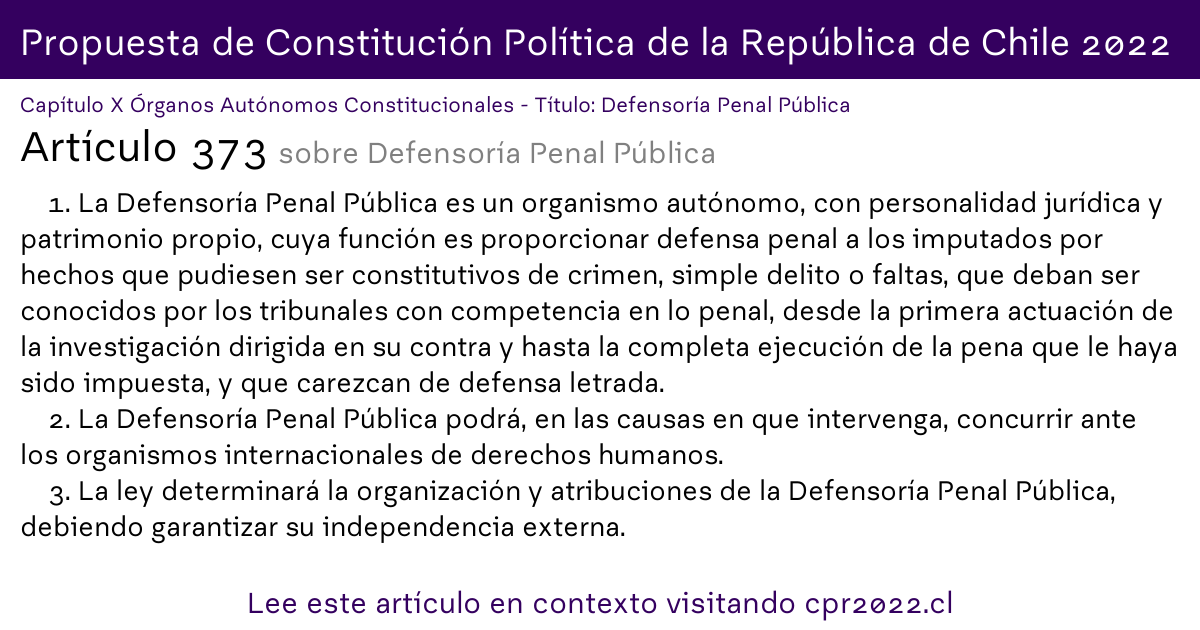 Propuesta de Constitución Política de la República de Chile 2022
Capítulo X Órganos Autónomos Constitucionales - Título: Defensoría Penal Pública
Artículo 373 sobre Defensoría Penal Pública
1. La Defensoría Penal Pública es un organismo autónomo, con personalidad jurídica y
patrimonio propio, cuya función es proporcionar defensa penal a los imputados por
hechos que pudiesen ser constitutivos de crimen, simple delito o faltas, que deban ser
conocidos por los tribunales con competencia en lo penal, desde la primera actuación de
la investigación dirigida en su contra y hasta la completa ejecución de la pena que le haya
sido impuesta, y que carezcan de defensa letrada.
2. La Defensoría Penal Pública podrá, en las causas en que intervenga, concurrir ante
los organismos internacionales de derechos humanos.
3. La ley determinará la organización y atribuciones de la Defensoría Penal Pública,
debiendo garantizar su independencia externa.
Lee este artículo en contexto visitando cpr2022.cl